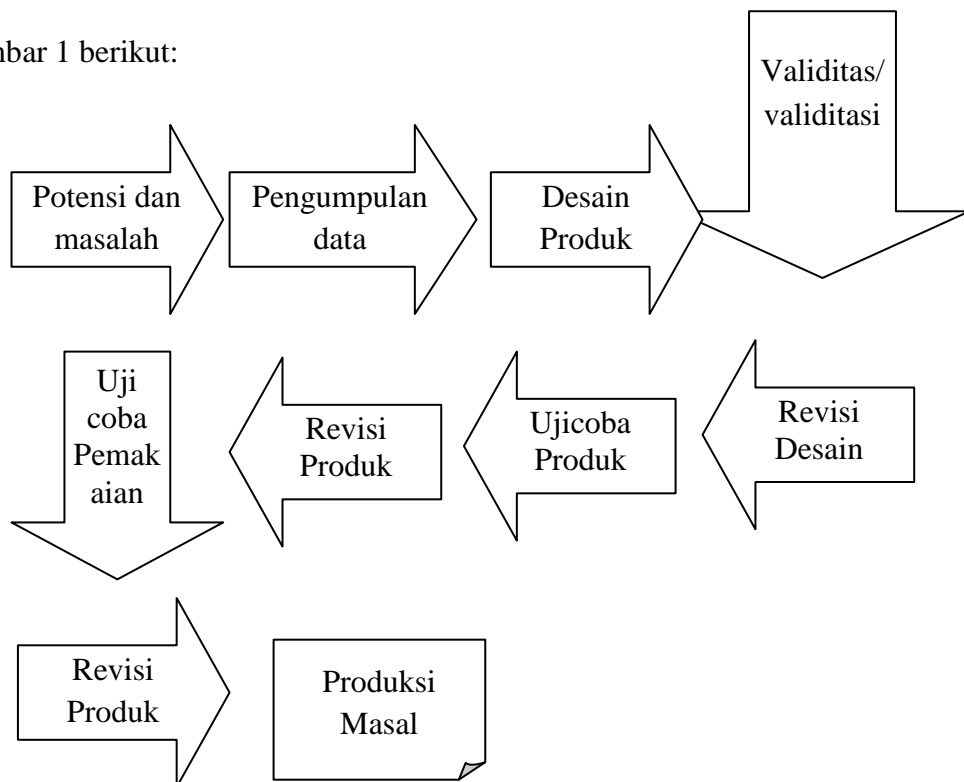 mbar 1 berikut:
Potensi dan
masalah
Pengumpulan
data
Desain
Produk
Validitas/
validitasi
Revisi
Desain
Ujicoba
Produk
Revisi
Produk
Uji
coba
Pemak
aian
Revisi
Produk
Produksi
Masal